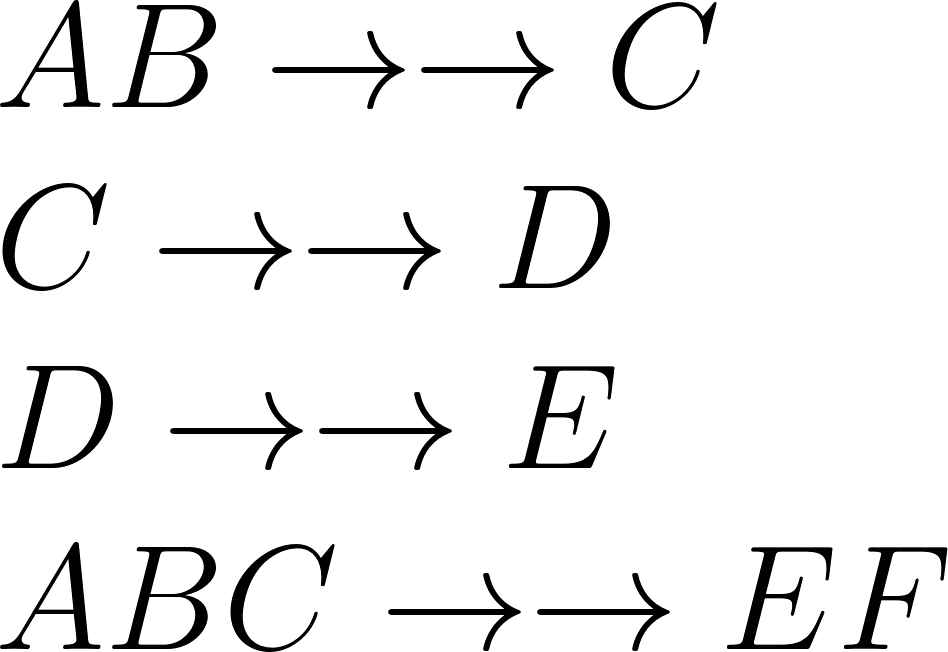 AB →→ C
C →→ D
D →→ E
ABC →→ EF